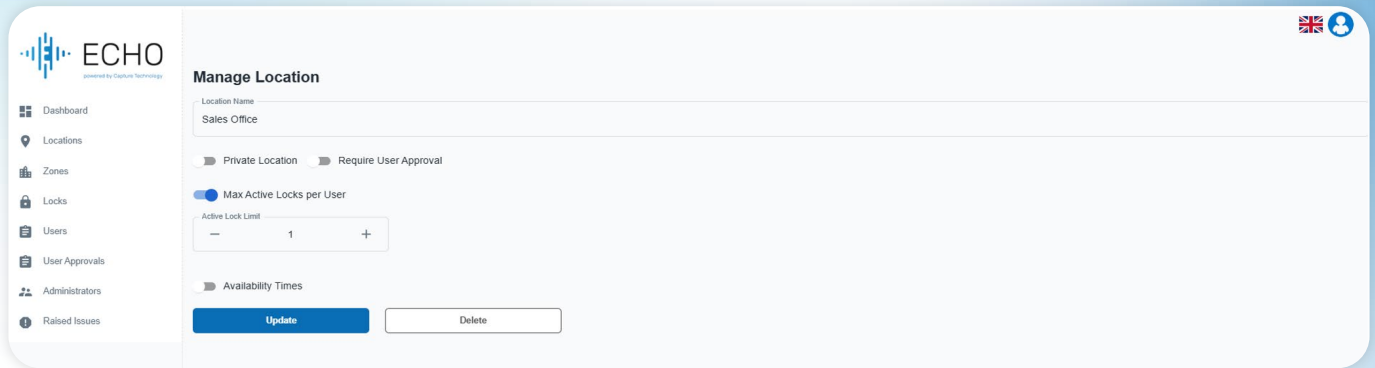 ECHO
powered by Capture Technology
Dashboard
Locations
Zones
Locks
Users
User Approvals
Administrators
Raised Issues
Manage Location
Location Name
Sales Office
Private Location Require User Approval
Max Active Locks per User
Active Lock Limit
— 1 +
Availability Times
Update Delete